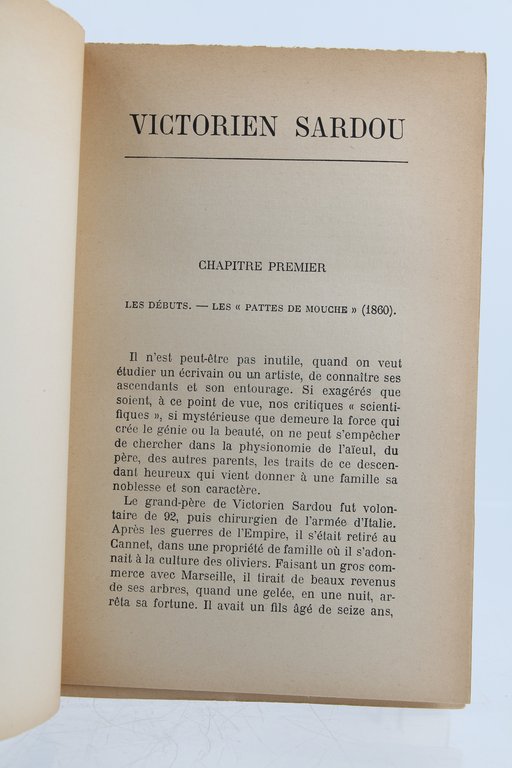 VICTORIEN SARDOU
CHAPITRE PREMIER
LES DÉBUTS. — LES « PATTES DE MOUCHE » (1860).
Il n'est peut-être pas inutile, quand on veut
étudier un écrivain ou un artiste, de connaître ses
ascendants et son entourage. Si exagérés que
soient, à ce point de vue, nos critiques « scienti-
fiques », si mystérieuse que demeure la force qui
crée le génie ou la beauté, on ne peut s'empêcher
de chercher dans la physionomie de l'aïeul, du
père, des autres parents, les traits de ce descen-
dant heureux qui vient donner à une famille sa
noblesse et son caractère.
Le grand-père de Victorien Sardou fut volon-
taire de 92, puis chirurgien de l'armée d'Italie.
Après les guerres de l'Empire, il s'était retiré au
Cannet, dans une propriété de famille où il s'adon-
nait à la culture des oliviers. Faisant un gros com-
merce avec Marseille, il tirait de beaux revenus
de ses arbres, quand une gelée, en une nuit, ar-
rêta sa fortune. Il avait un fils âgé de seize ans,